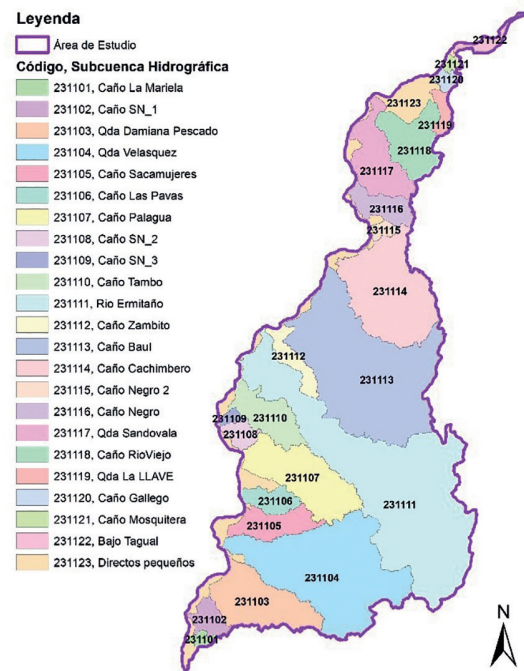 Leyenda
Área de Estudio
Código, Subcuenca Hidrográfica
231101, Caño La Mariela
231102, Caño SN_1
231103, Qda Damiana Pescado
231104, Qda Velasquez
231105, Caño Sacamujeres
231106, Caño Las Pavas
231107, Caño Palagua
231108, Caño SN_2
231109, Caño SN_3
231110, Caño Tambo
231111, Rio Ermitaño
231112, Caño Zambito
231113, Caño Baul
231114, Caño Cachimbero
231115, Caño Negro 2
231116, Caño Negro
231117, Qda Sandovala
231118, Caño RioViejo
231119, Qda La LLAVE
231120, Caño Gallego
231121, Caño Mosquitera
231122, Bajo Tagual
231123, Directos pequeños
231122
231121
231120
231123
231119
231118
231117
231116
231115
231114
231112
231113
231109
231110
231108
231107
231106
231111
231105
231104
231103
231102
231101
N